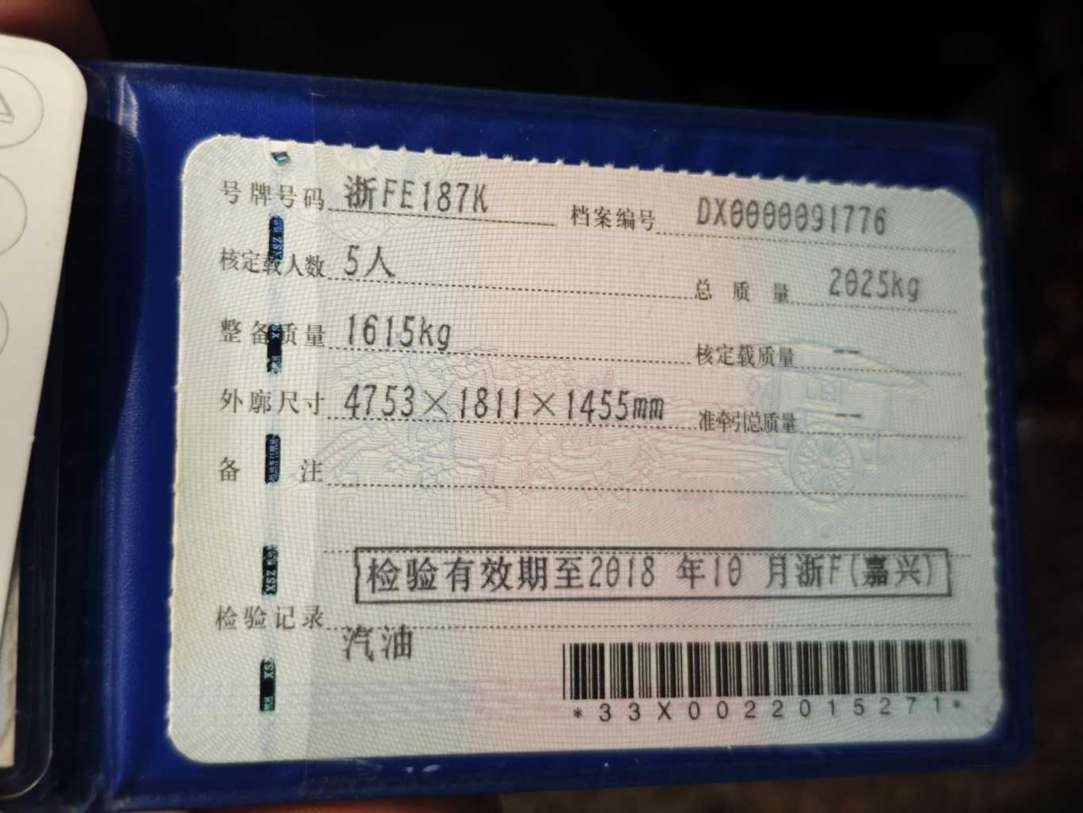 号牌号码 浙FE187K 档案编号 DX0000091776
核定载人数 5人 总质量 2025kg
整备质量 1615kg 核定载质量 --
外廓尺寸 4753×1811×1455mm 准牵引总质量 --
备注
检验有效期至2018 年10 月浙F(嘉兴)
检验记录
汽油
*33X0022015271*